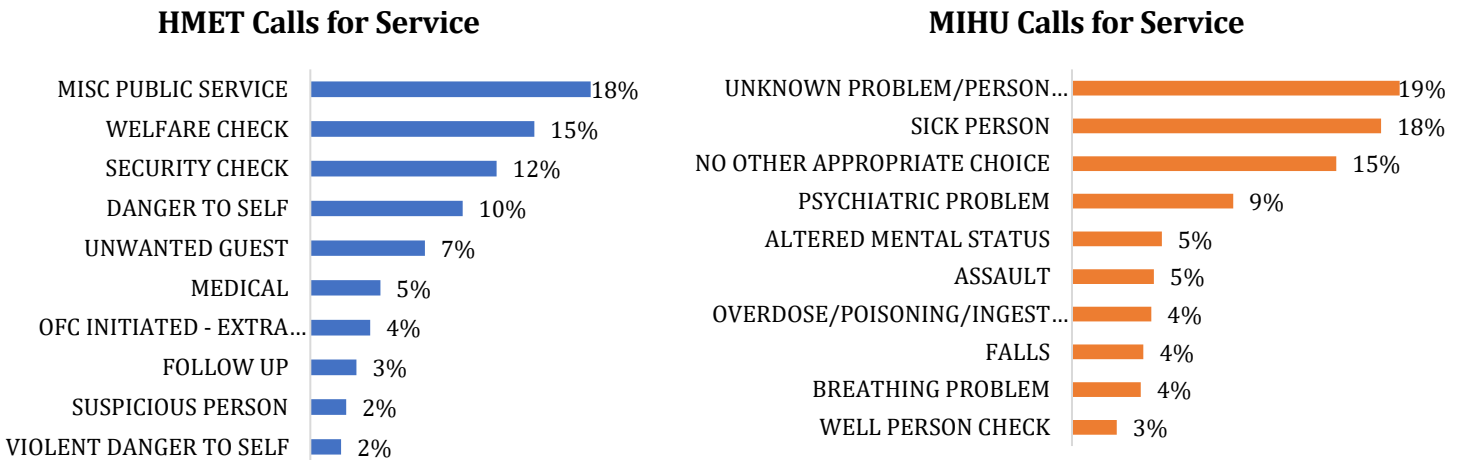 HMET Calls for Service
MISC PUBLIC SERVICE 18%
WELFARE CHECK 15%
SECURITY CHECK 12%
DANGER TO SELF 10%
UNWANTED GUEST 7%
MEDICAL 5%
OFC INITIATED - EXTRA... 4%
FOLLOW UP 3%
SUSPICIOUS PERSON 2%
VIOLENT DANGER TO SELF 2%
MIHU Calls for Service
UNKNOWN PROBLEM/PERSON... 19%
SICK PERSON 18%
NO OTHER APPROPRIATE CHOICE 15%
PSYCHIATRIC PROBLEM 9%
ALTERED MENTAL STATUS 5%
ASSAULT 5%
OVERDOSE/POISONING/INGEST... 4%
FALLS 4%
BREATHING PROBLEM 4%
WELL PERSON CHECK 3%